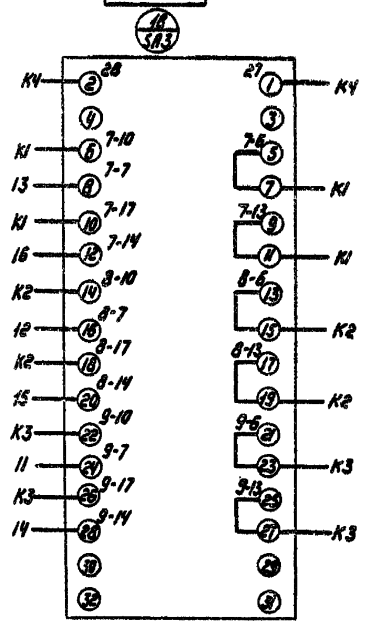 18
SA3
K4 2 28 27 1 K4
4 3
K1 6 7-10 7-6 5
13 8 7-7 7 K1
K1 10 7-17 7-13 9
16 12 7-14 11 K1
K2 14 8-10 8-6 13
12 16 8-7 15 K2
K2 18 8-17 8-13 17
15 20 8-14 19 K2
K3 22 9-10 9-6 21
11 24 9-7 23 K3
K3 26 9-17 9-13 25
14 28 9-14 27 K3
30 29
32 31